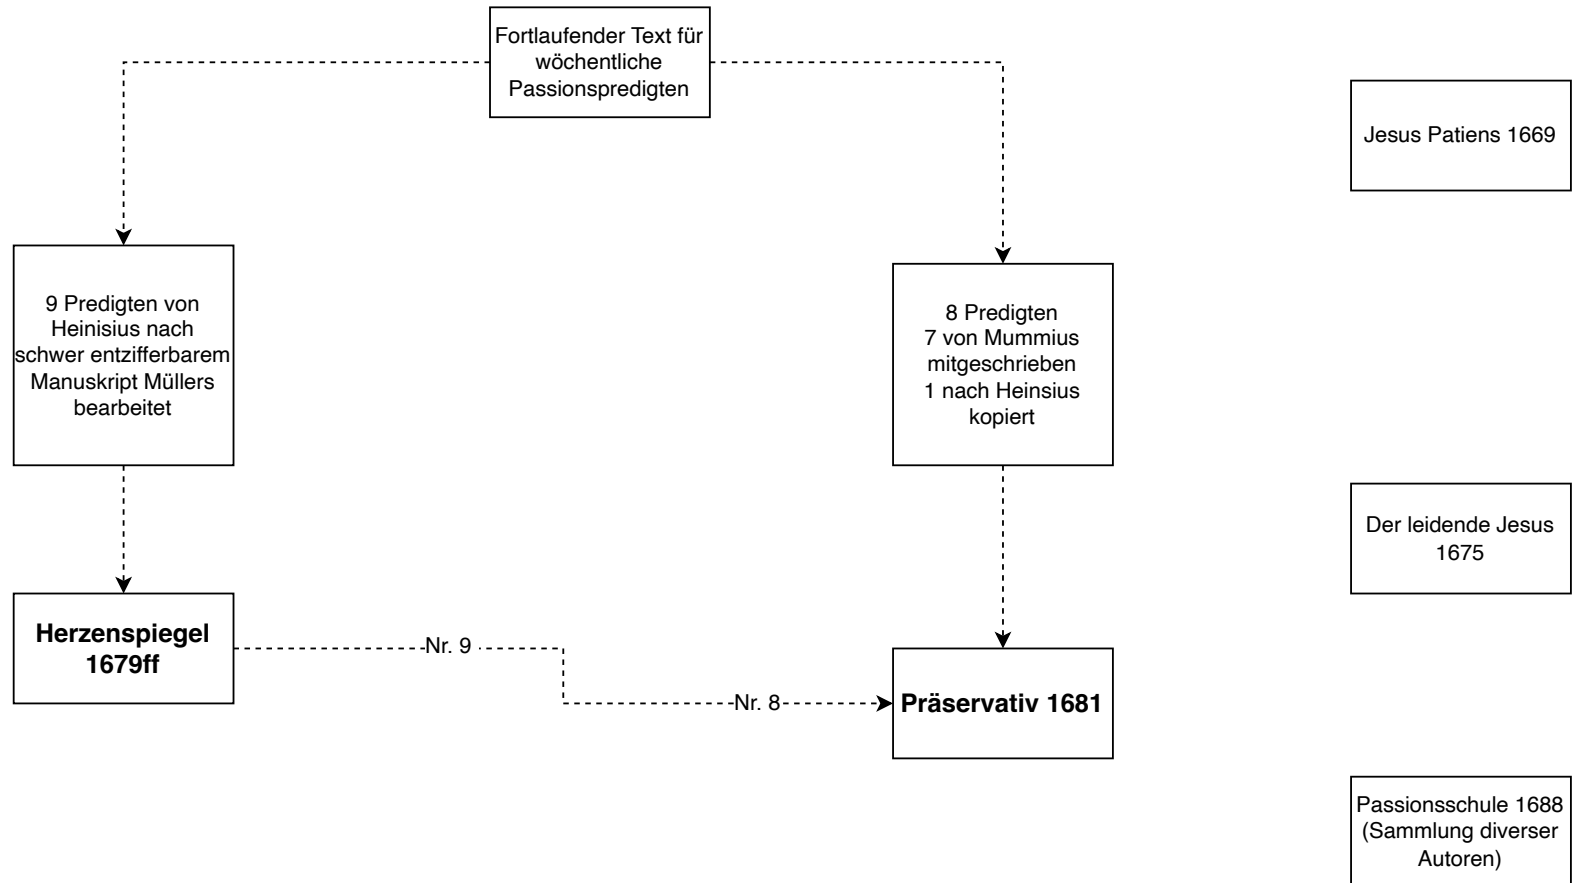 Fortlaufender Text für
wöchentliche
Passionspredigten
Jesus Patiens 1669
9 Predigten von
Heinisius nach
schwer entzifferbarem
Manuskript Müllers
bearbeitet
8 Predigten
7 von Mummius
mitgeschrieben
1 nach Heinsius
kopiert
Der leidende Jesus
1675
Herzenspiegel
1679ff
Nr. 9
Nr. 8
Präservativ 1681
Passionsschule 1688
(Sammlung diverser
Autoren)